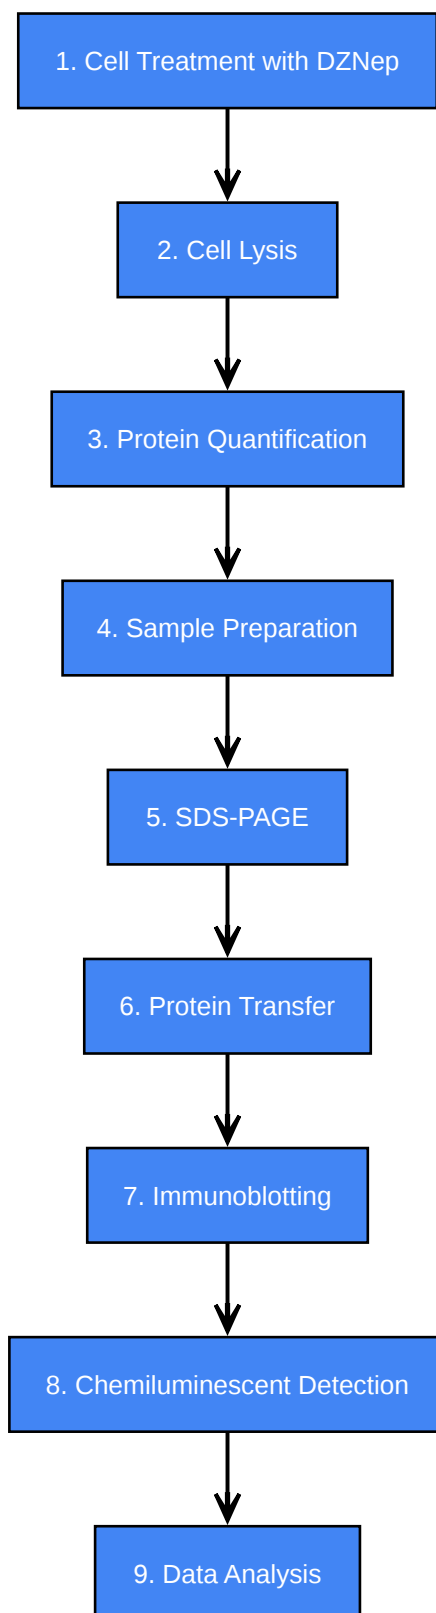 1. Cell Treatment with DZNep
2. Cell Lysis
3. Protein Quantification
4. Sample Preparation
5. SDS-PAGE
6. Protein Transfer
7. Immunoblotting
8. Chemiluminescent Detection
9. Data Analysis